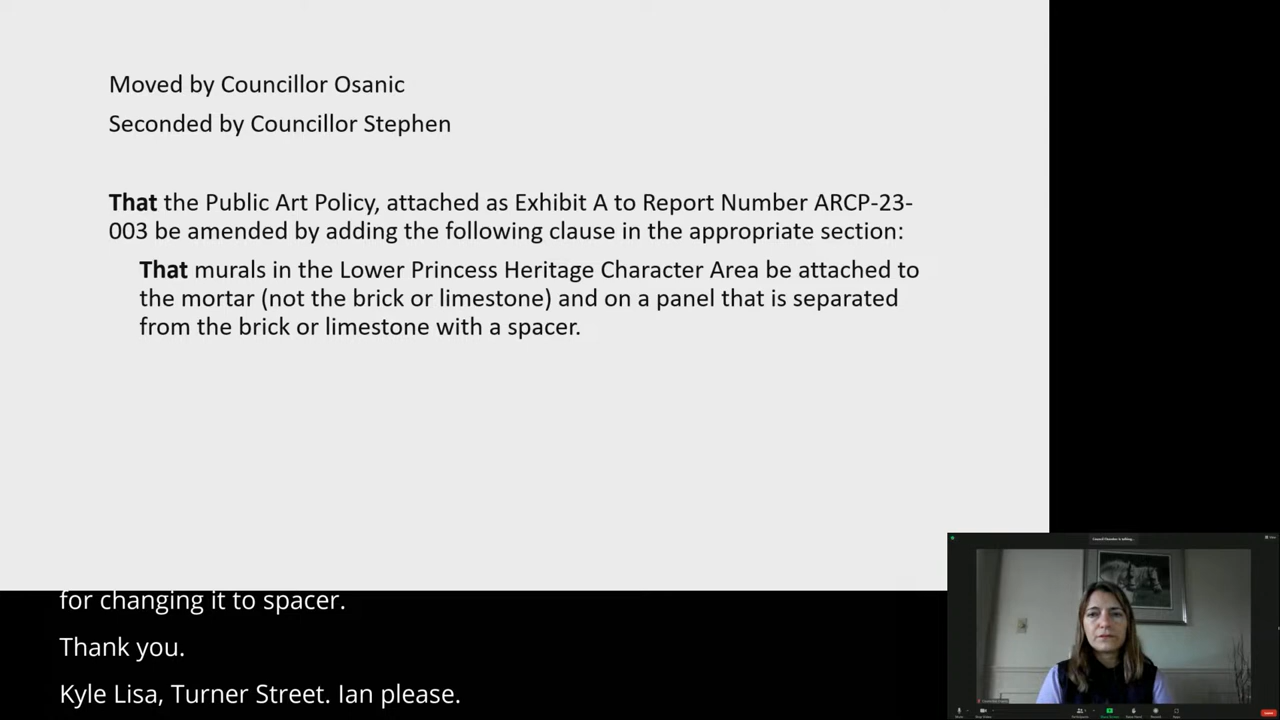 Moved by Councillor Osanic
Seconded by Councillor Stephen
That the Public Art Policy, attached as Exhibit A to Report Number ARCP-23-
003 be amended by adding the following clause in the appropriate section:
That murals in the Lower Princess Heritage Character Area be attached to
the mortar (not the brick or limestone) and on a panel that is separated
from the brick or limestone with a spacer.
for changing it to spacer.
Thank you.
Kyle Lisa, Turner Street. Ian please.